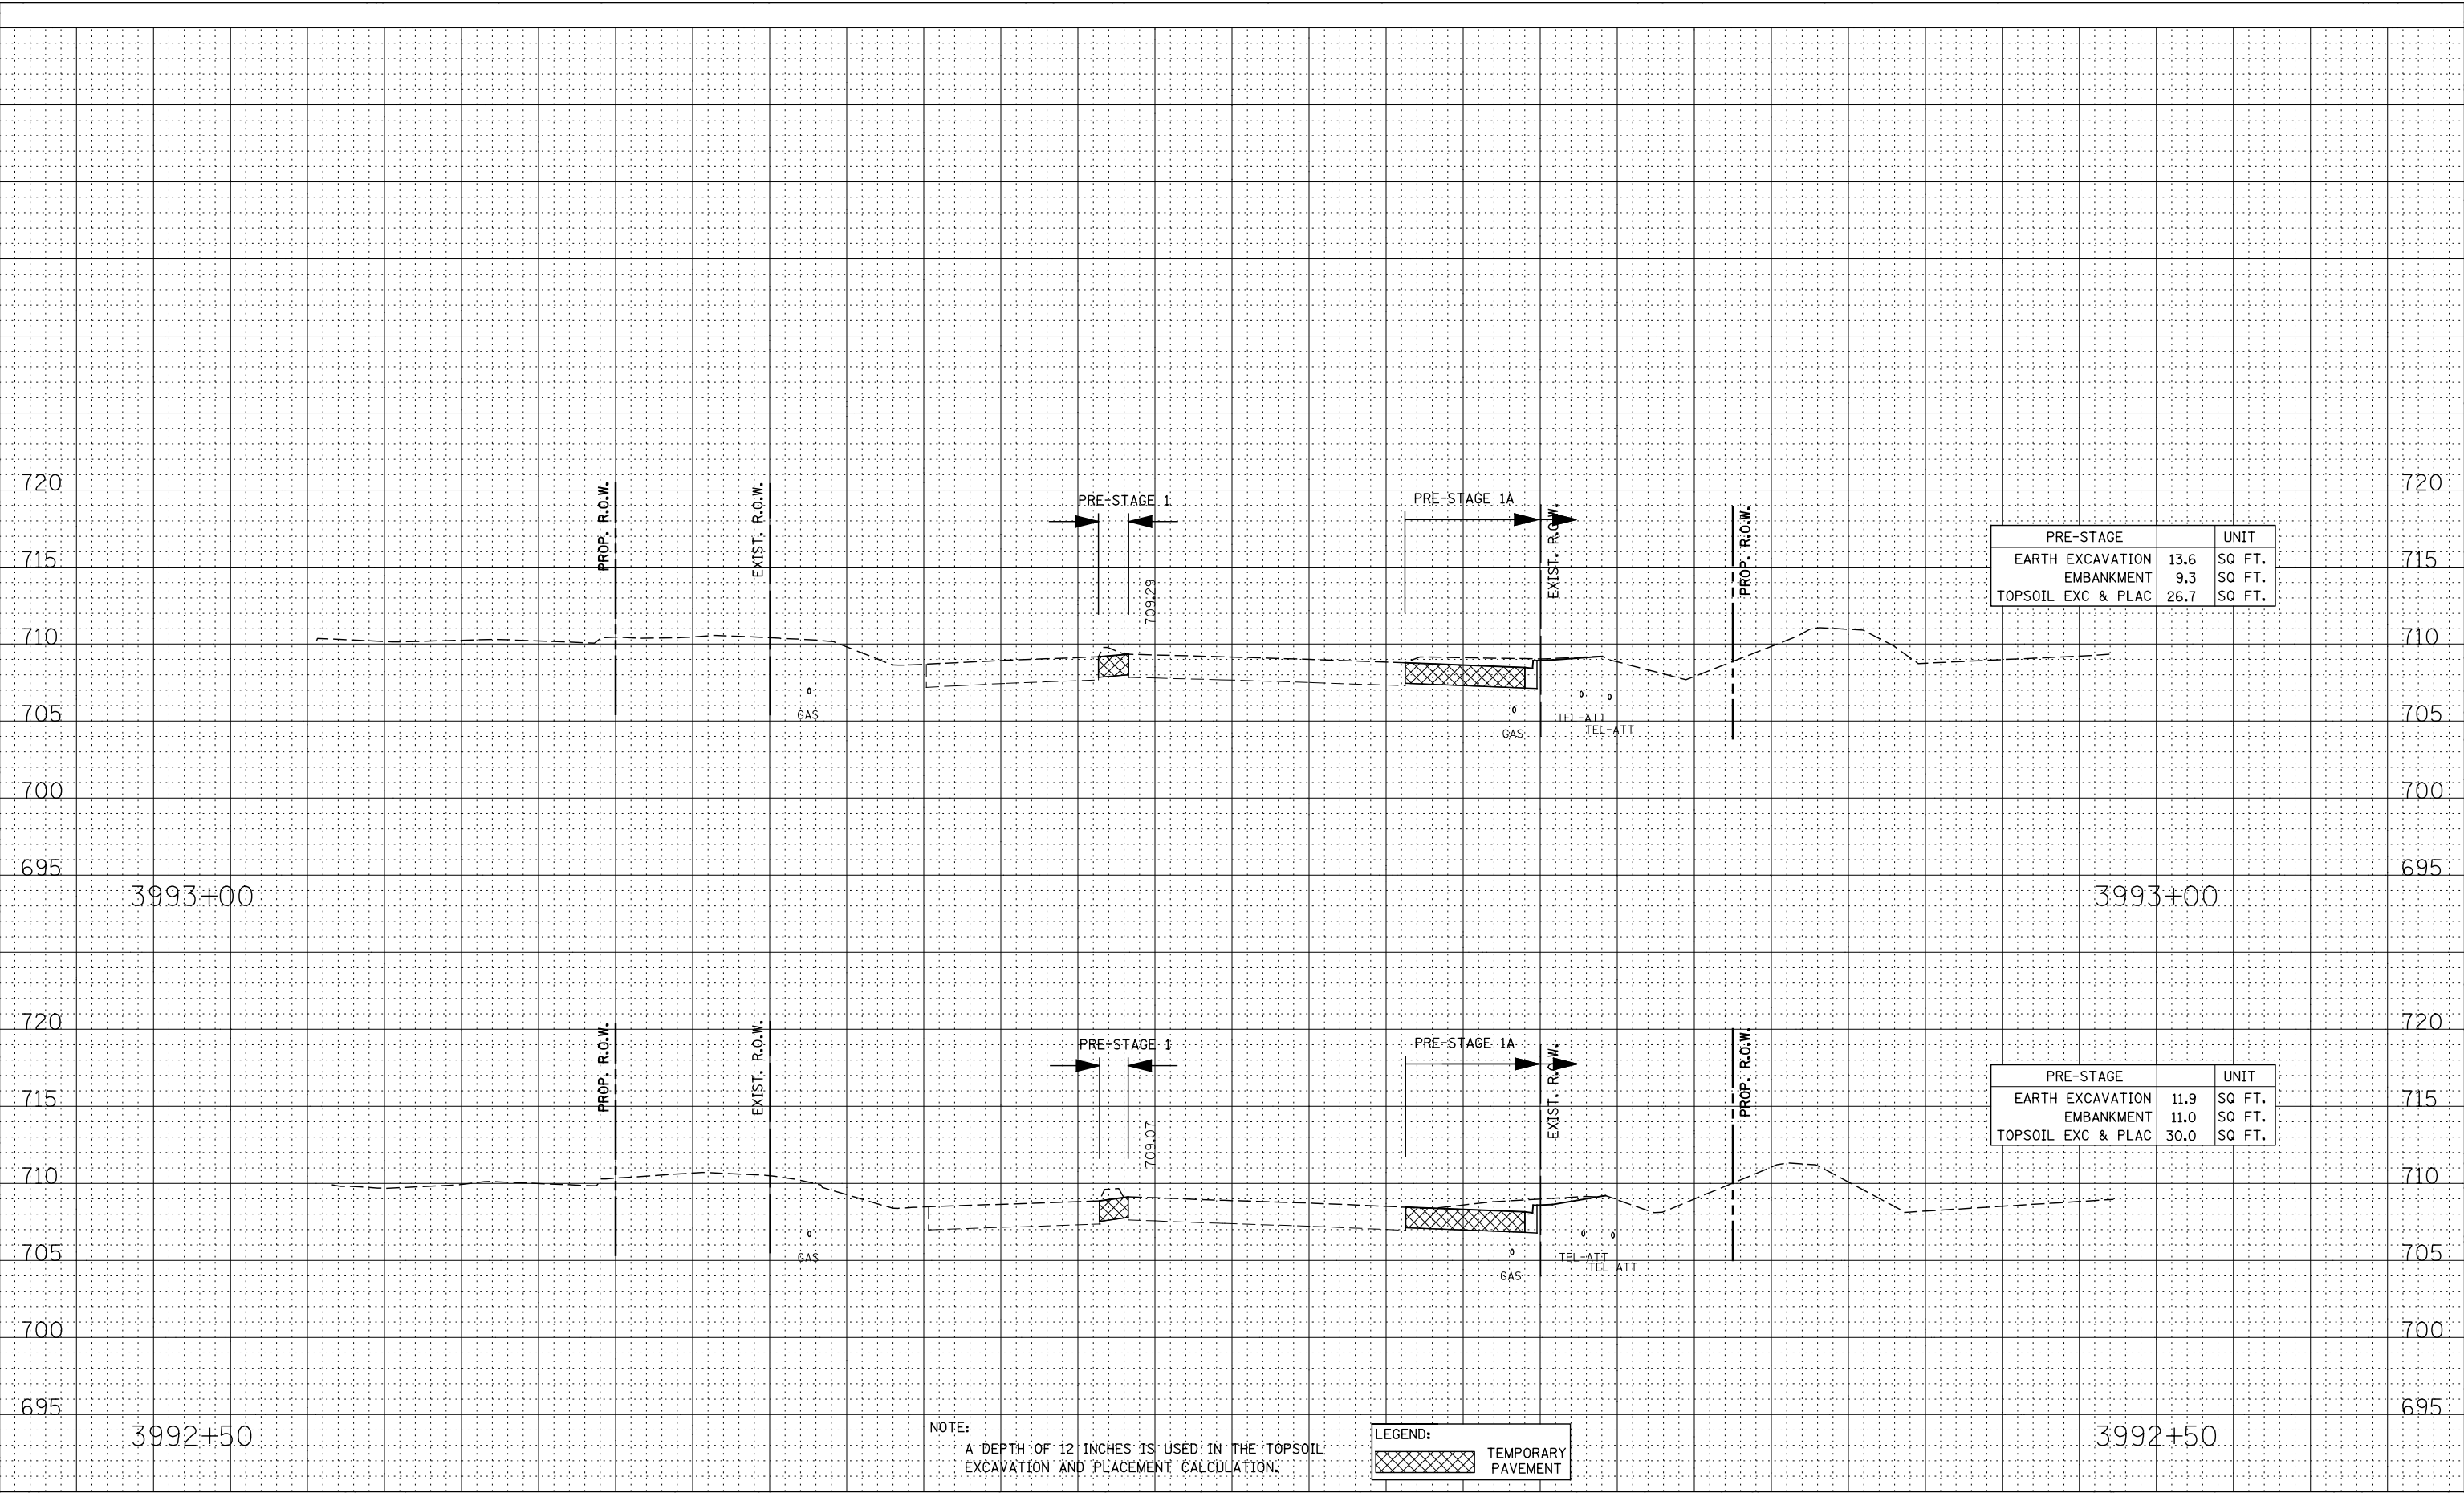 720 720
PROP. R.O.W.
EXIST. R.O.W.
PRE-STAGE 1
PRE-STAGE 1A
EXIST. R.O.W.
PROP. R.O.W.
PRE-STAGE UNIT
EARTH EXCAVATION 13.6 SQ FT.
EMBANKMENT 9.3 SQ FT.
TOPSOIL EXC & PLAC 26.7 SQ FT.
715 715
709.29
710 710
705 705
GAS
TEL-ATT
TEL-ATT
GAS
700 700
695 695
3993+00 3993+00
720 720
PROP. R.O.W.
EXIST. R.O.W.
PRE-STAGE 1
PRE-STAGE 1A
EXIST. R.O.W.
PROP. R.O.W.
PRE-STAGE UNIT
EARTH EXCAVATION 11.9 SQ FT.
EMBANKMENT 11.0 SQ FT.
TOPSOIL EXC & PLAC 30.0 SQ FT.
715 715
709.07
710 710
705 705
GAS
TEL-ATT
TEL-ATT
GAS
700 700
695 695
3992+50 3992+50
NOTE:
A DEPTH OF 12 INCHES IS USED IN THE TOPSOIL
EXCAVATION AND PLACEMENT CALCULATION.
LEGEND:
TEMPORARY
PAVEMENT